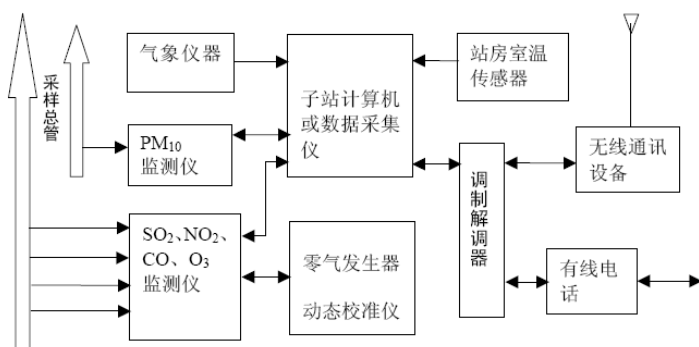 采样总管
气象仪器
子站计算机
或数据采集
仪
站房室温
传感器
PM10
监测仪
无线通讯
设备
调制解调器
SO2、NO2、
CO、O3
监测仪
零气发生器
动态校准仪
有线电
话